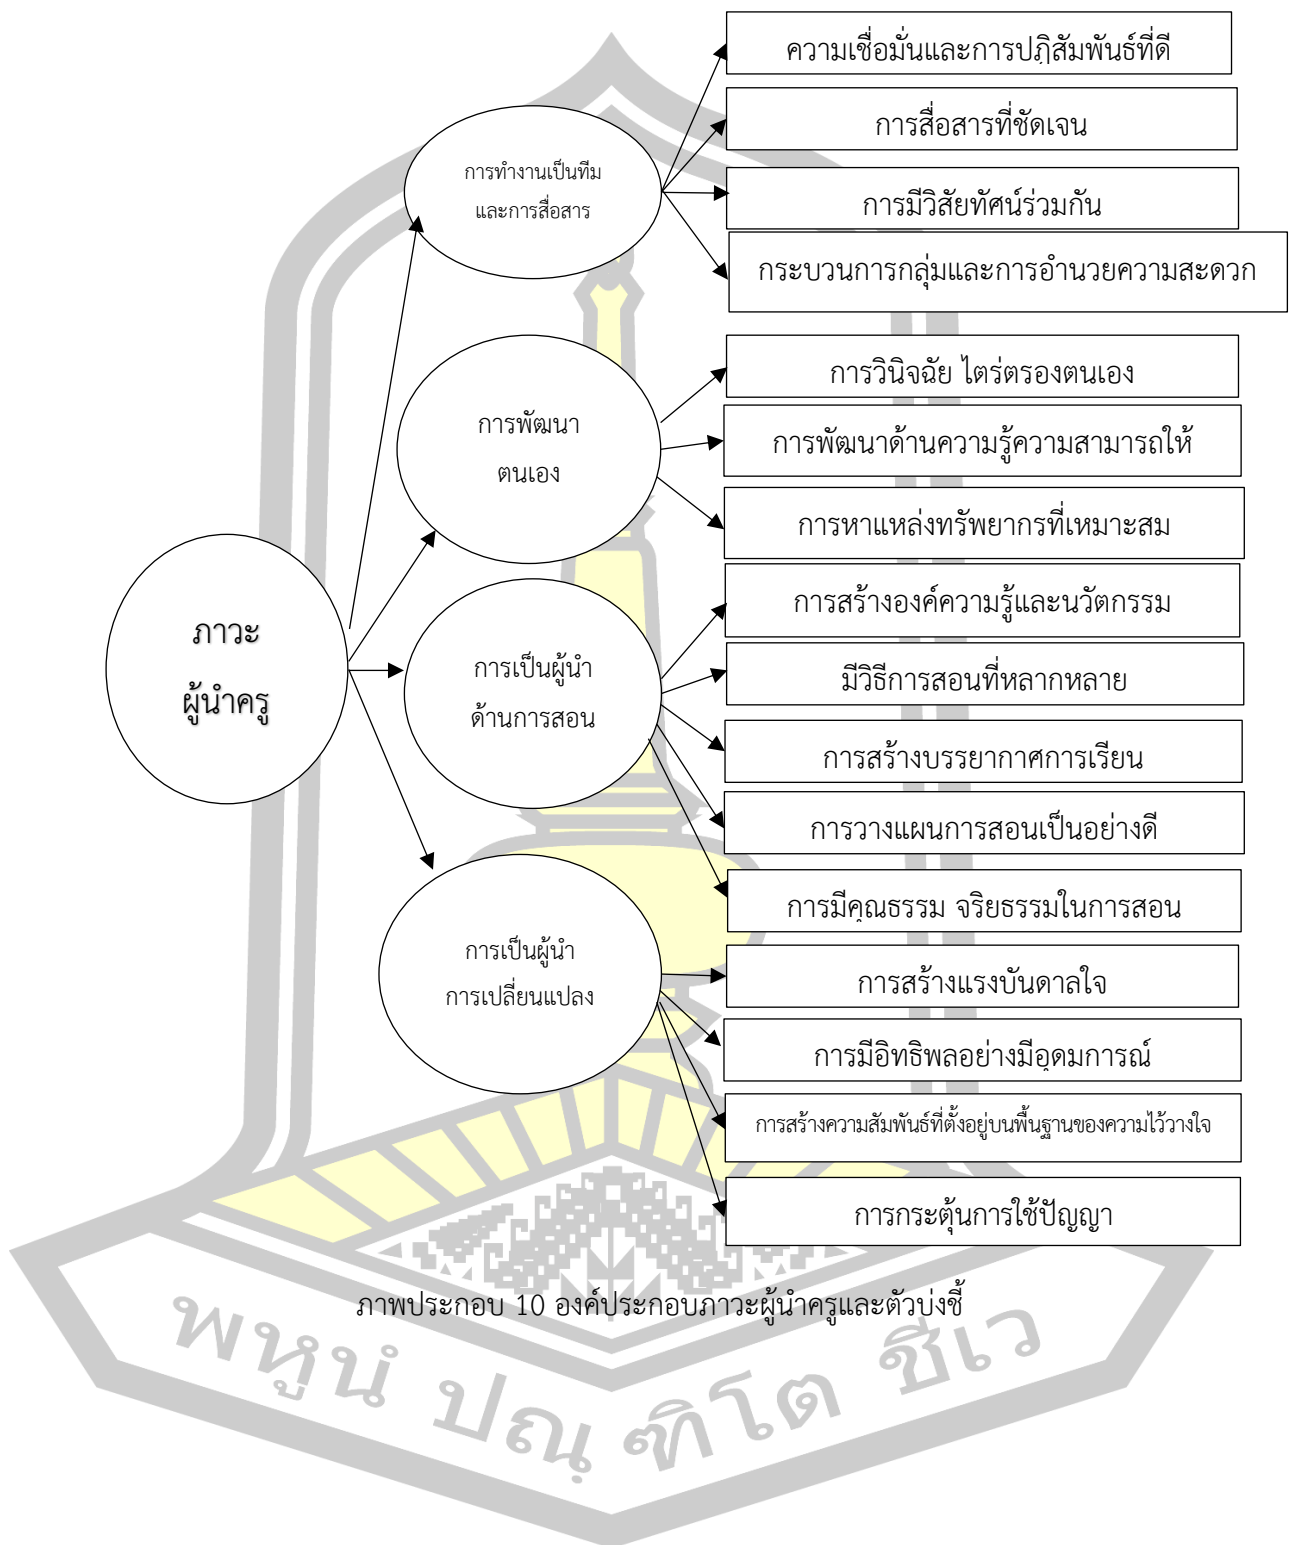 ความเชื่อมั่นและการปฏิสัมพันธ์ที่ดี
การสื่อสารที่ชัดเจน
การทำงานเป็นทีม
และการสื่อสาร
การมีวิสัยทัศน์ร่วมกัน
กระบวนการกลุ่มและการอำนวยความสะดวก
การวินิจฉัย ไตร่ตรองตนเอง
การพัฒนา
ตนเอง
การพัฒนาด้านความรู้ความสามารถให้
การหาแหล่งทรัพยากรที่เหมาะสม
การสร้างองค์ความรู้และนวัตกรรม
ภาวะ
ผู้นำครู
การเป็นผู้นำ
ด้านการสอน
มีวิธีการสอนที่หลากหลาย
การสร้างบรรยากาศการเรียน
การวางแผนการสอนเป็นอย่างดี
การมีคุณธรรม จริยธรรมในการสอน
การเป็นผู้นำ
การเปลี่ยนแปลง
การสร้างแรงบันดาลใจ
การมีอิทธิพลอย่างมีอุดมการณ์
การสร้างความสัมพันธ์ที่ตั้งอยู่บนพื้นฐานของความไว้วางใจ
การกระตุ้นการใช้ปัญญา
ภาพประกอบ 10 องค์ประกอบภาวะผู้นำครูและตัวบ่งชี้
พหูนํ ปณฺฑิโต ชีเว